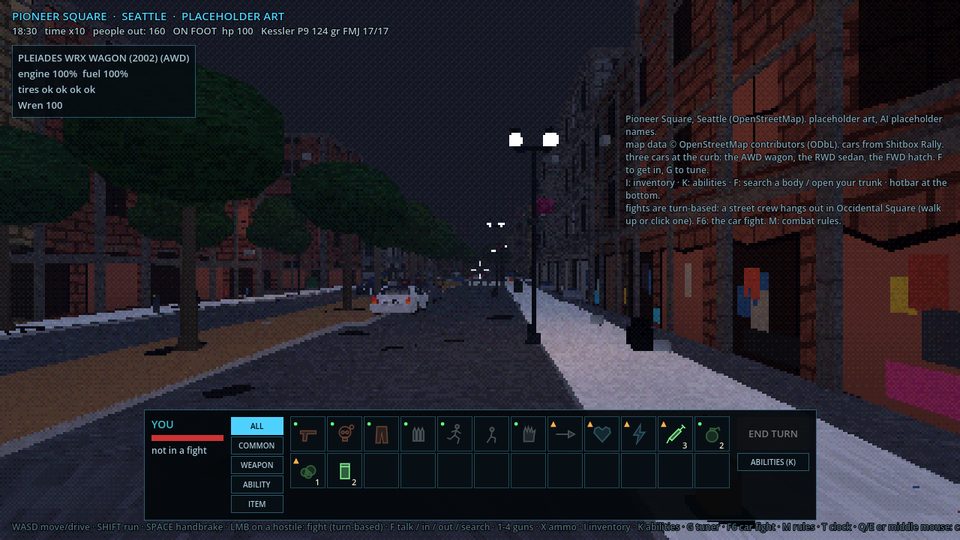 PIONEER SQUARE · SEATTLE · PLACEHOLDER ART
18:30 time x10 people out: 160 ON FOOT hp 100 Kessler P9 124 gr FMJ 17/17
PLEIADES WRX WAGON (2002) (AWD)
engine 100% fuel 100%
tires ok ok ok ok
Wren 100
Pioneer Square, Seattle (OpenStreetMap). placeholder art, AI placeholder
names.
map data © OpenStreetMap contributors (ODbL). cars from Shitbox Rally.
three cars at the curb: the AWD wagon, the RWD sedan, the FWD hatch. F
to get in, G to tune.
I: inventory · K: abilities · F: search a body / open your trunk · hotbar at the
bottom.
fights are turn-based: a street crew hangs out in Occidental Square (walk
up or click one). F6: the car fight. M: combat rules.
YOU
not in a fight
ALL
COMMON
WEAPON
ABILITY
ITEM
3
2
1
2
END TURN
ABILITIES (K)
WASD move/drive · SHIFT run · SPACE handbrake · LMB on a hostile: fight (turn-based) · F talk / in / out / search · 1-4 guns · X ammo · I inventory · K abilities · G tuner · F6 car fight · M rules · T clock · Q/E or middle mouse: c